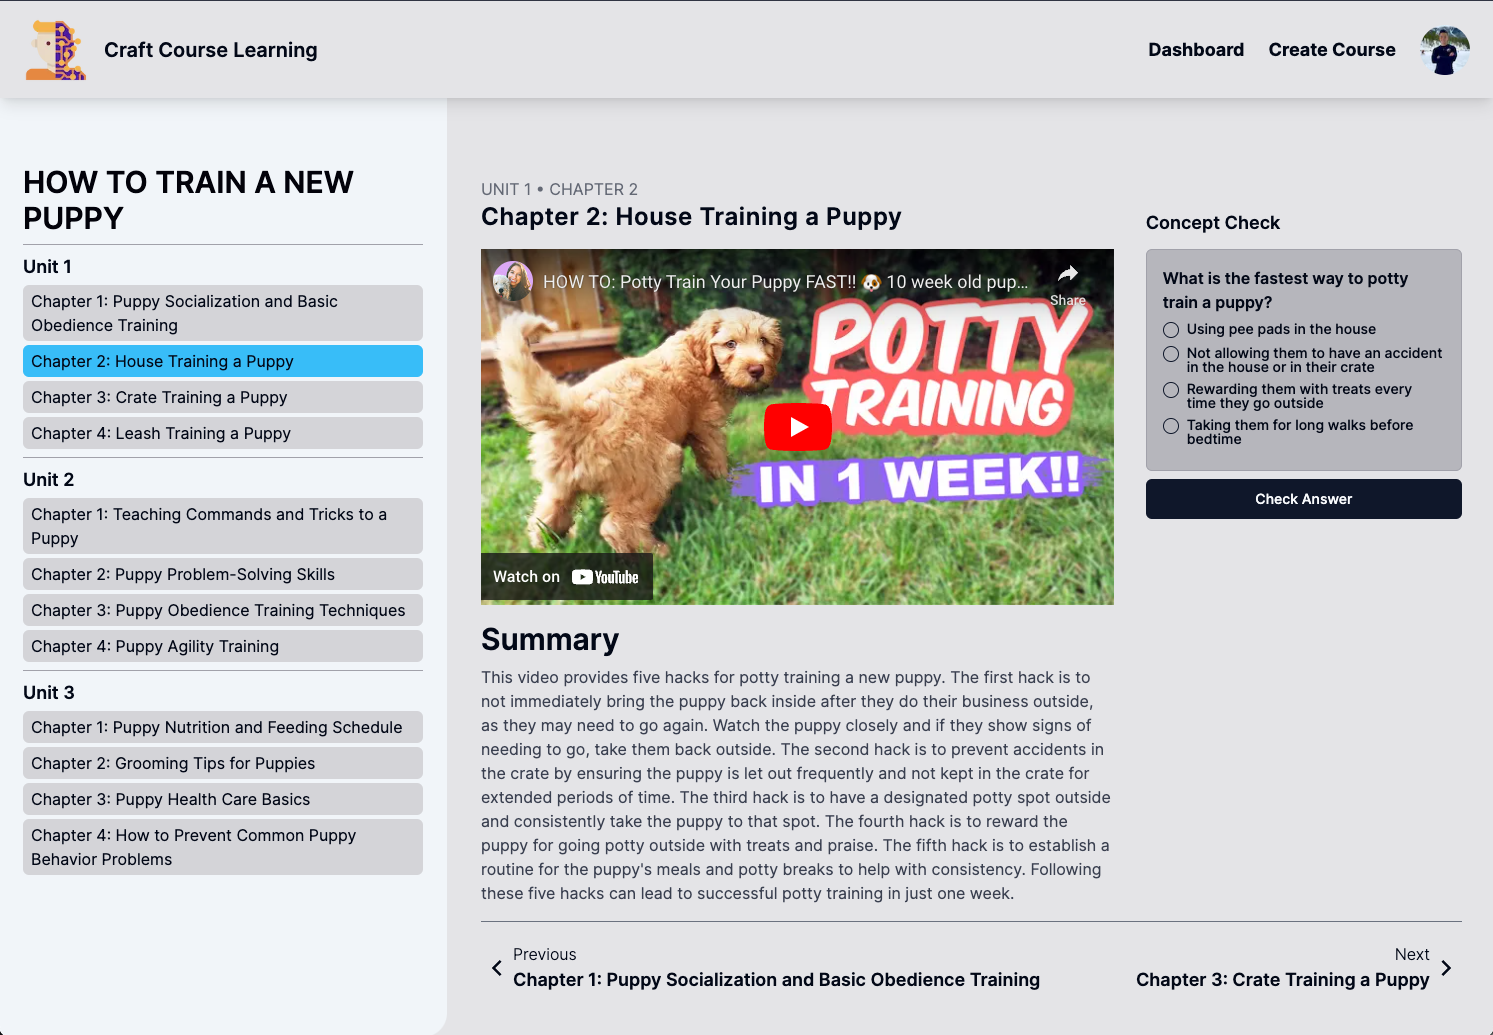 Craft Course Learning
Dashboard
Create Course
HOW TO TRAIN A NEW
PUPPY
Unit 1
Chapter 1: Puppy Socialization and Basic
Obedience Training
Chapter 2: House Training a Puppy
Chapter 3: Crate Training a Puppy
Chapter 4: Leash Training a Puppy
Unit 2
Chapter 1: Teaching Commands and Tricks to a
Puppy
Chapter 2: Puppy Problem-Solving Skills
Chapter 3: Puppy Obedience Training Techniques
Chapter 4: Puppy Agility Training
Unit 3
Chapter 1: Puppy Nutrition and Feeding Schedule
Chapter 2: Grooming Tips for Puppies
Chapter 3: Puppy Health Care Basics
Chapter 4: How to Prevent Common Puppy
Behavior Problems
UNIT 1 • CHAPTER 2
Chapter 2: House Training a Puppy
HOW TO: Potty Train Your Puppy FAST!! 🐶 10 week old pup...
Share
POTTY
TRAINING
IN 1 WEEK!!
Watch on YouTube
Summary
This video provides five hacks for potty training a new puppy. The first hack is to
not immediately bring the puppy back inside after they do their business outside,
as they may need to go again. Watch the puppy closely and if they show signs of
needing to go, take them back outside. The second hack is to prevent accidents in
the crate by ensuring the puppy is let out frequently and not kept in the crate for
extended periods of time. The third hack is to have a designated potty spot outside
and consistently take the puppy to that spot. The fourth hack is to reward the
puppy for going potty outside with treats and praise. The fifth hack is to establish a
routine for the puppy's meals and potty breaks to help with consistency. Following
these five hacks can lead to successful potty training in just one week.
Concept Check
What is the fastest way to potty
train a puppy?
Using pee pads in the house
Not allowing them to have an accident
in the house or in their crate
Rewarding them with treats every
time they go outside
Taking them for long walks before
bedtime
Check Answer
Previous
Chapter 1: Puppy Socialization and Basic Obedience Training
Next
Chapter 3: Crate Training a Puppy